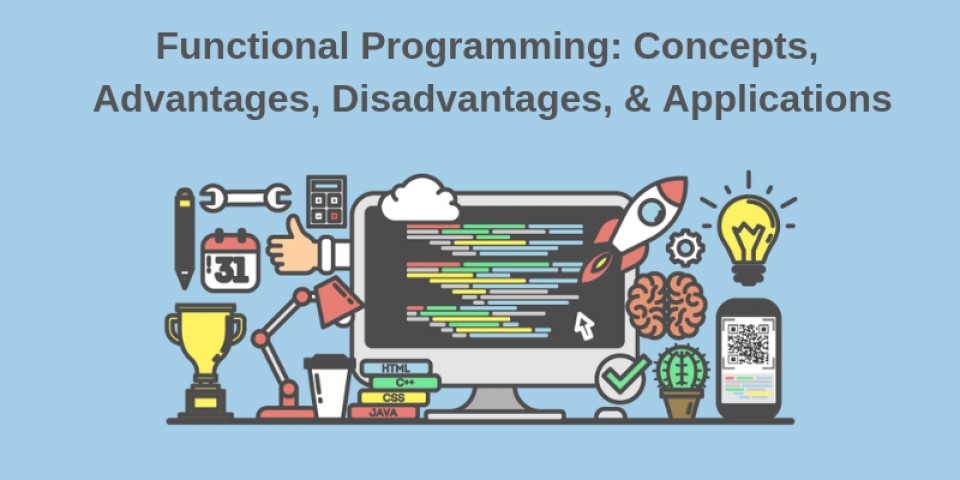 Functional Programming: Concepts,
Advantages, Disadvantages, & Applications
31
HTML
C++
CSS
JAVA